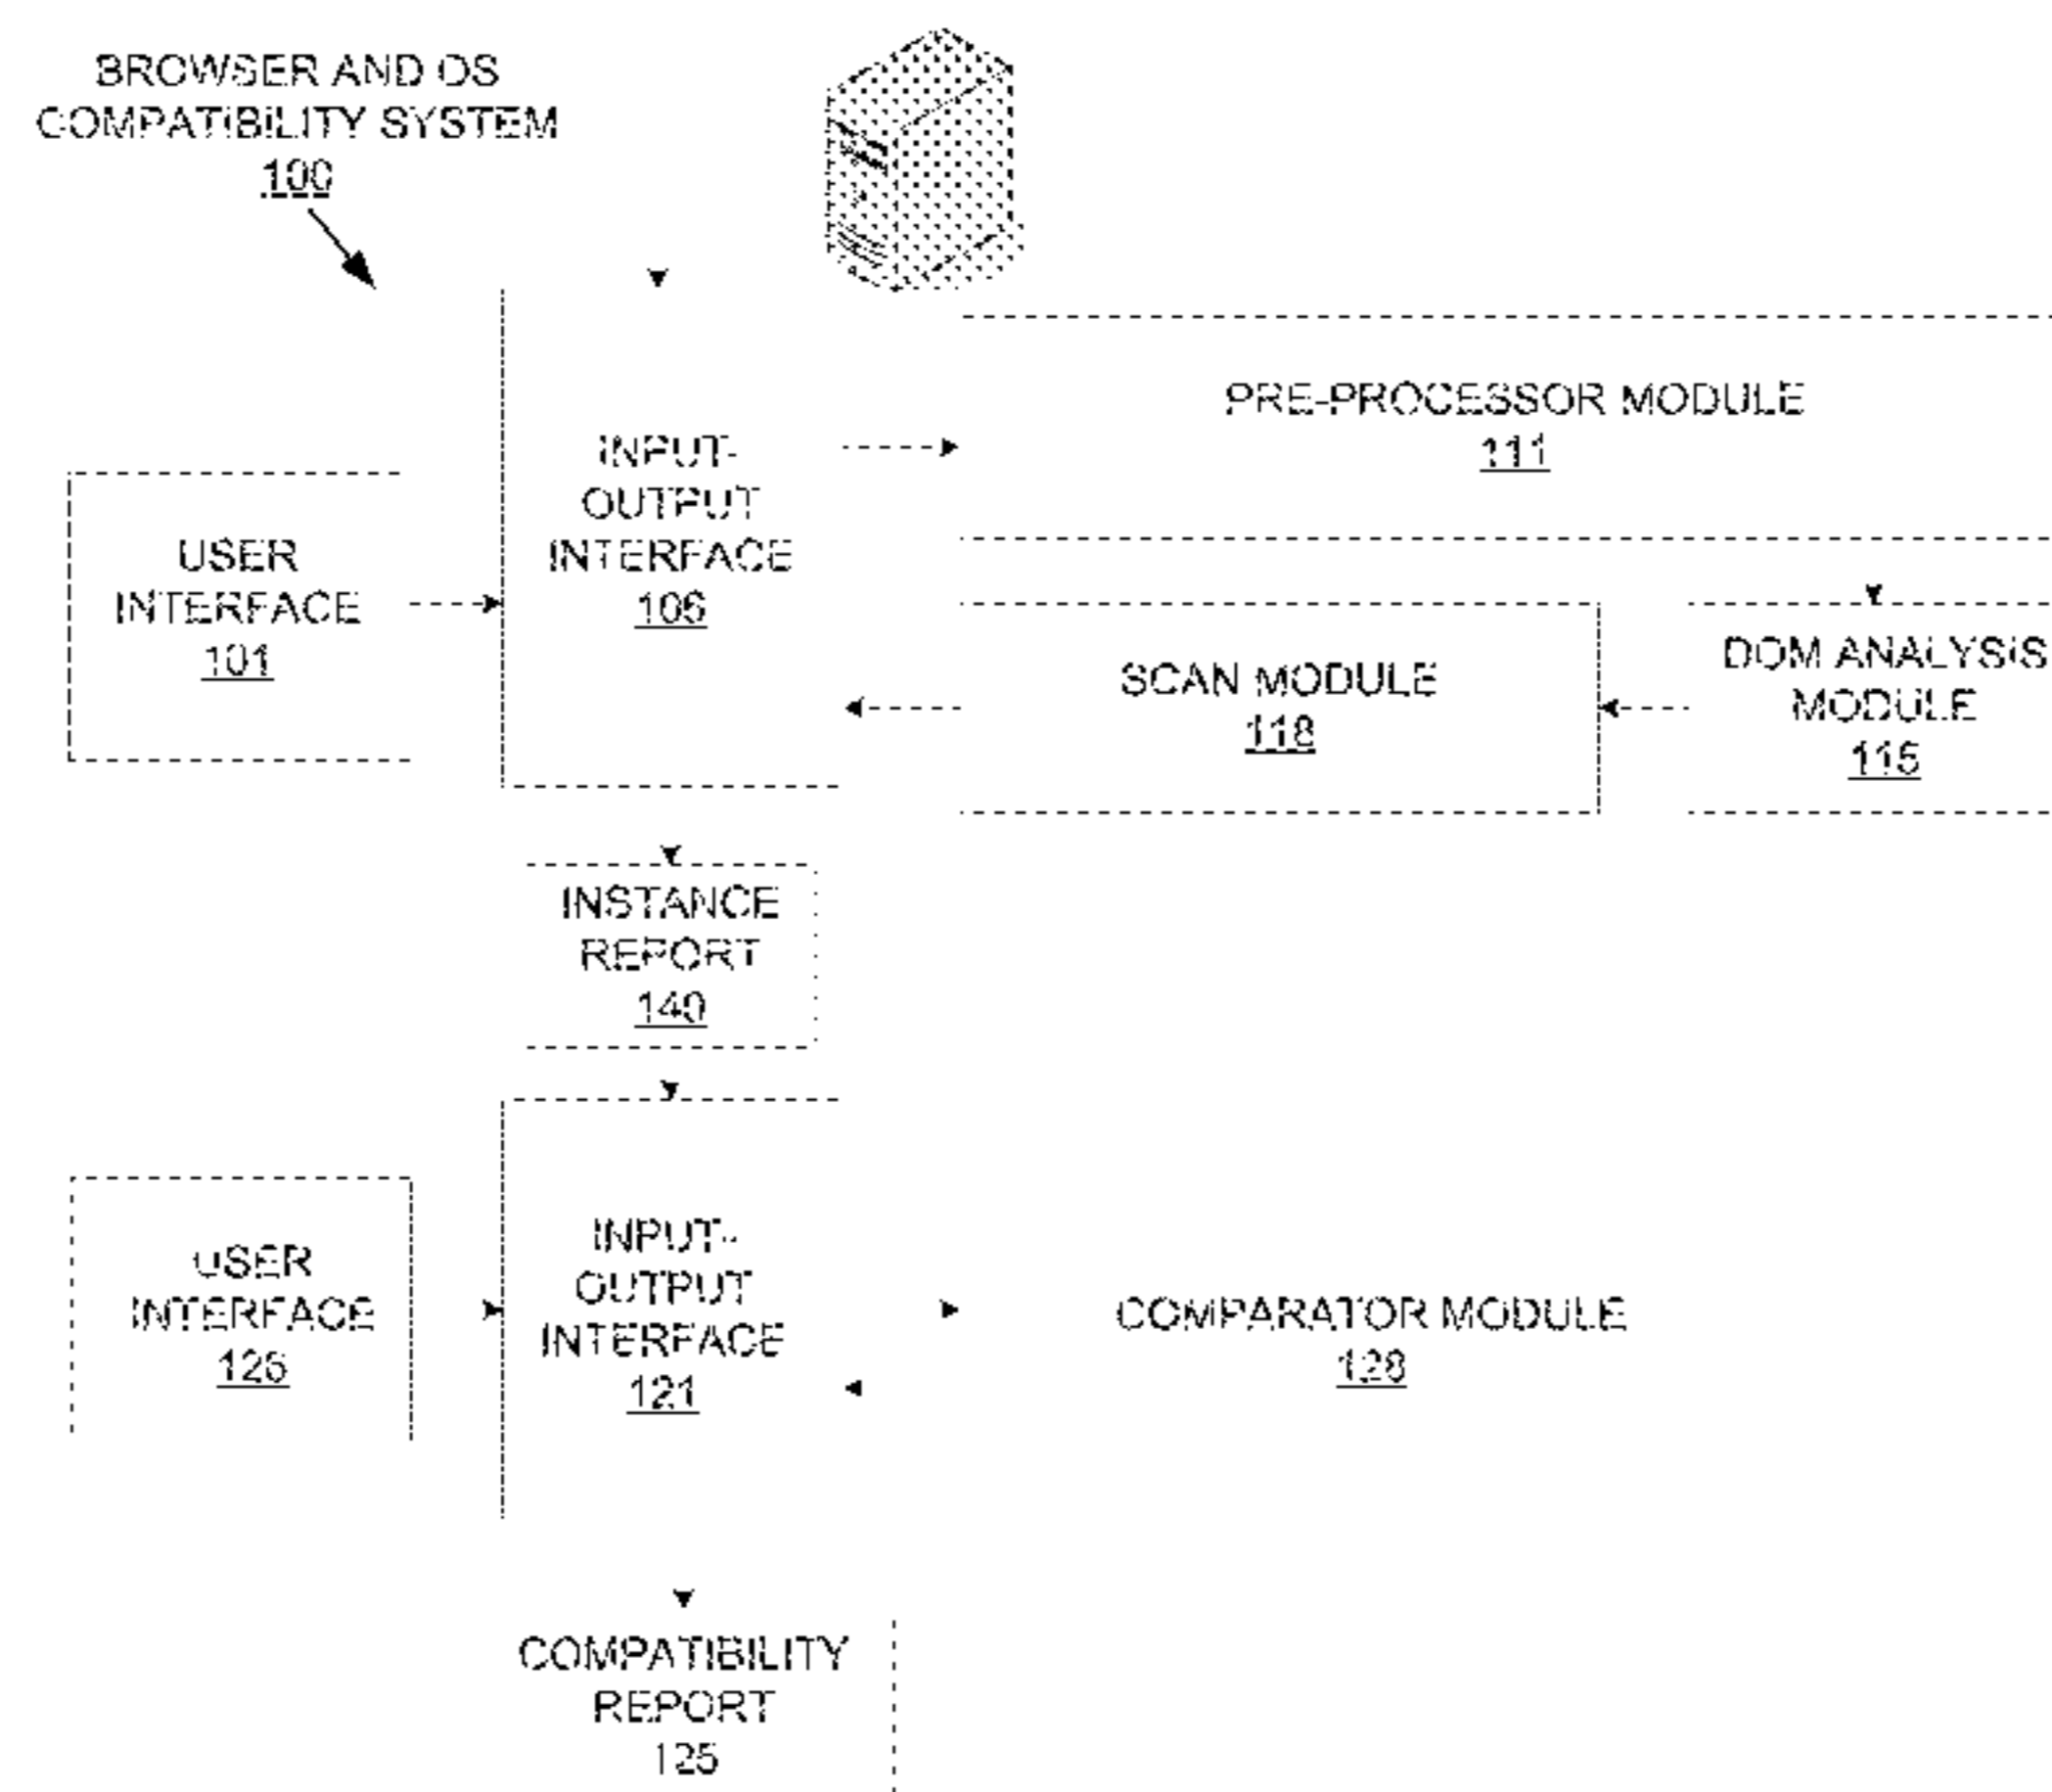 BROWSER AND OS
COMPATIBILITY SYSTEM
100
PRE-PROCESSOR MODULE
111
INPUT-
OUTPUT
INTERFACE
106
USER
INTERFACE
101
SCAN MODULE
118
DOM ANALYSIS
MODULE
115
INSTANCE
REPORT
140
USER
INTERFACE
126
INPUT-
OUTPUT
INTERFACE
121
COMPARATOR MODULE
128
COMPATIBILITY
REPORT
125